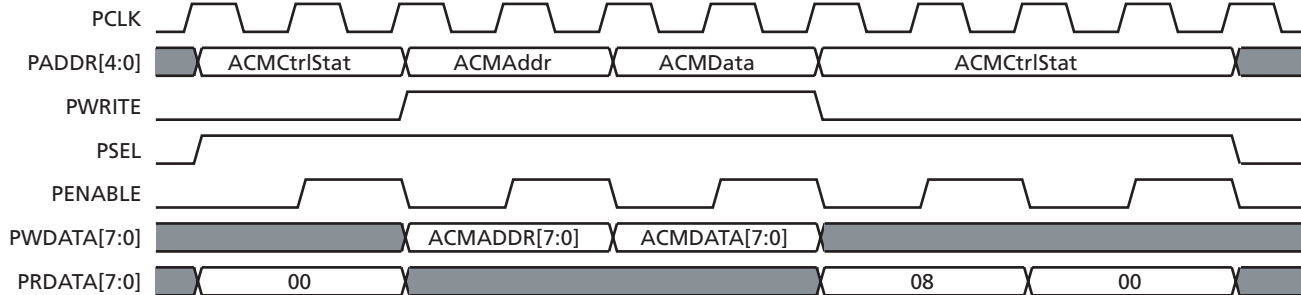 PCLK
PADDR[4:0] ACMCtrlStat ACMAddr ACMData ACMCtrlStat
PWRITE
PSEL
PENABLE
PWDATA[7:0] ACMADDR[7:0] ACMDATA[7:0]
PRDATA[7:0] 00 08 00